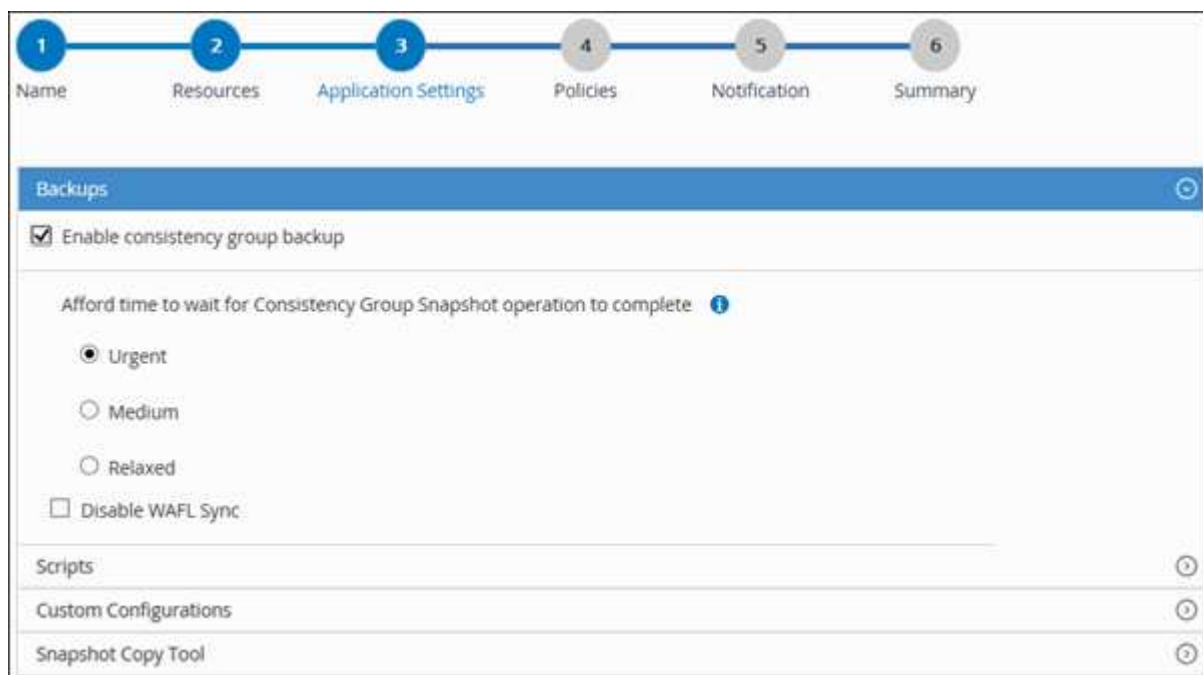 1 2 3 4 5 6
Name Resources Application Settings Policies Notification Summary
Backups
Enable consistency group backup
Afford time to wait for Consistency Group Snapshot operation to complete
Urgent
Medium
Relaxed
Disable WAFL Sync
Scripts
Custom Configurations
Snapshot Copy Tool